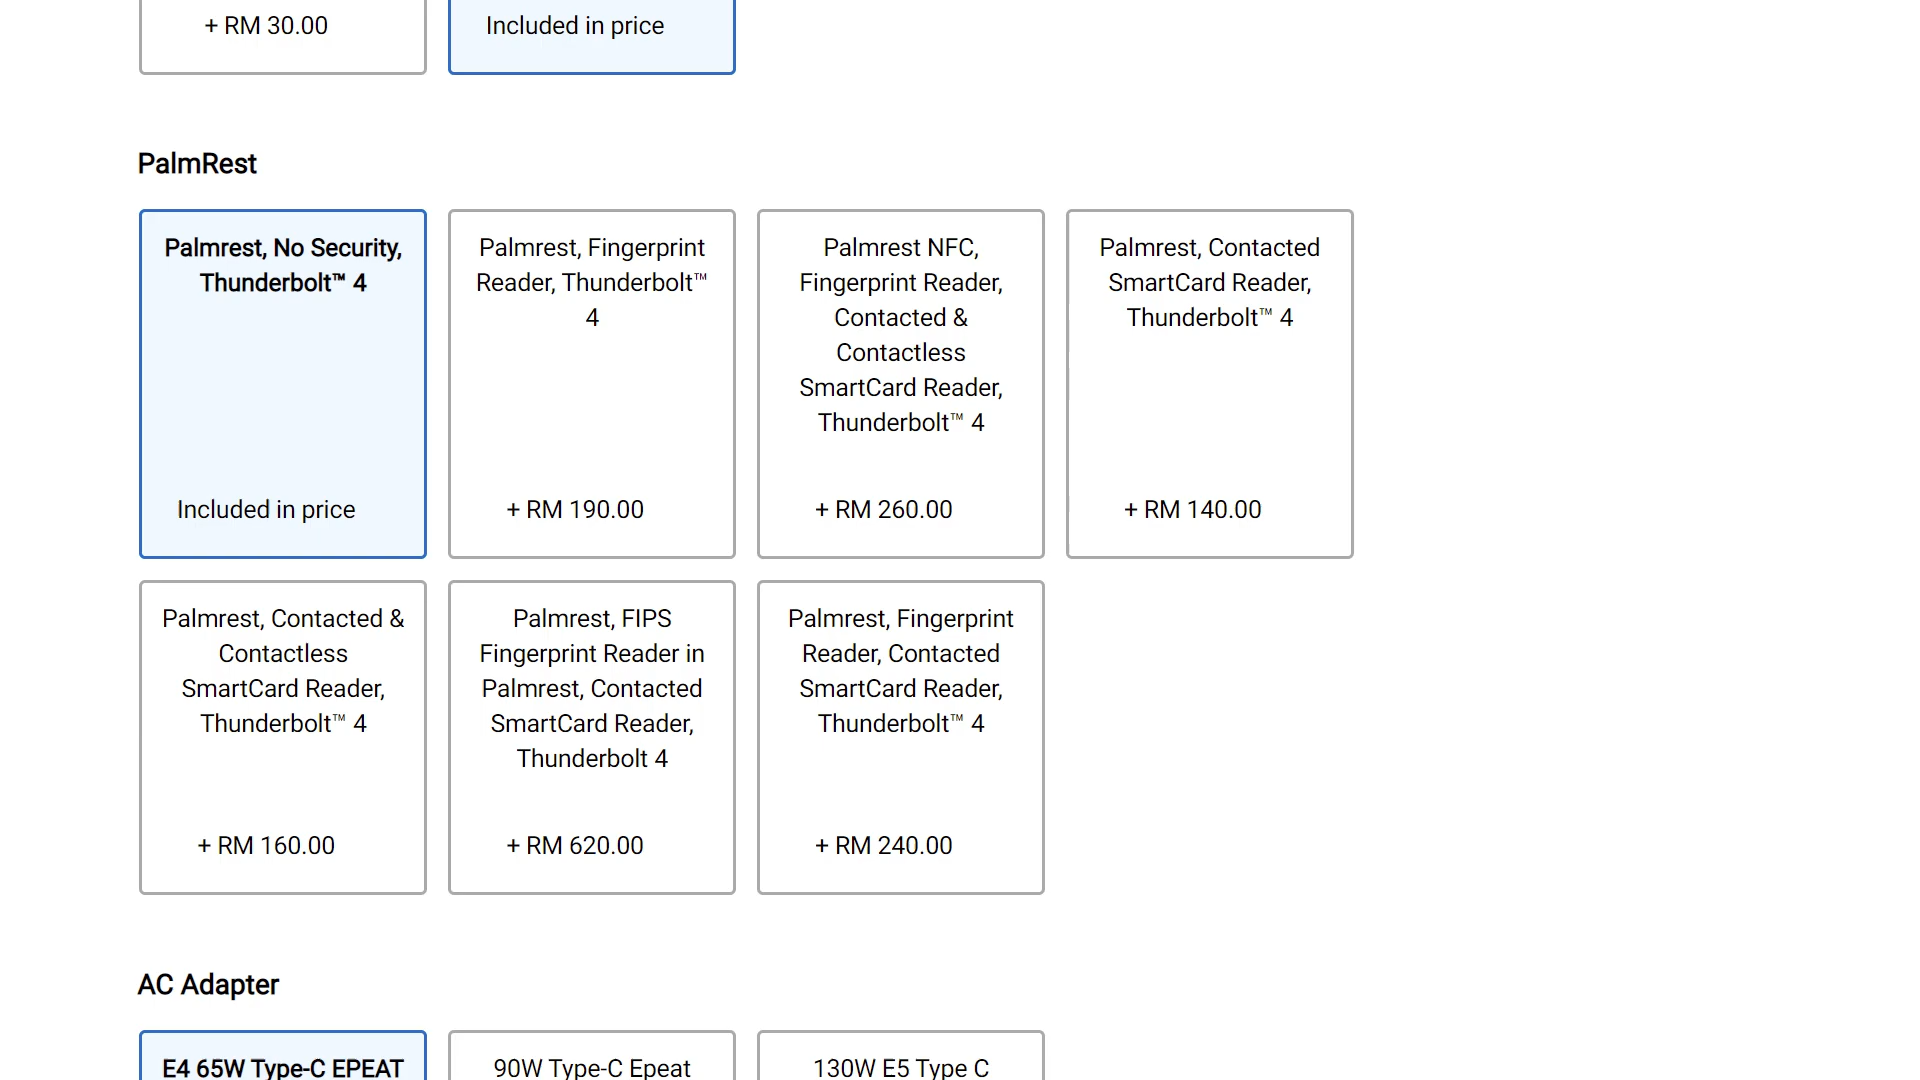 + RM 30.00
Included in price
PalmRest
Palmrest, No Security,
Thunderbolt™ 4
Included in price
Palmrest, Fingerprint
Reader, Thunderbolt™
4
+ RM 190.00
Palmrest NFC,
Fingerprint Reader,
Contacted &
Contactless
SmartCard Reader,
Thunderbolt™ 4
+ RM 260.00
Palmrest, Contacted
SmartCard Reader,
Thunderbolt™ 4
+ RM 140.00
Palmrest, Contacted &
Contactless
SmartCard Reader,
Thunderbolt™ 4
+ RM 160.00
Palmrest, FIPS
Fingerprint Reader in
Palmrest, Contacted
SmartCard Reader,
Thunderbolt 4
+ RM 620.00
Palmrest, Fingerprint
Reader, Contacted
SmartCard Reader,
Thunderbolt™ 4
+ RM 240.00
AC Adapter
E4 65W Type-C EPEAT
90W Type-C Epeat
130W E5 Type C